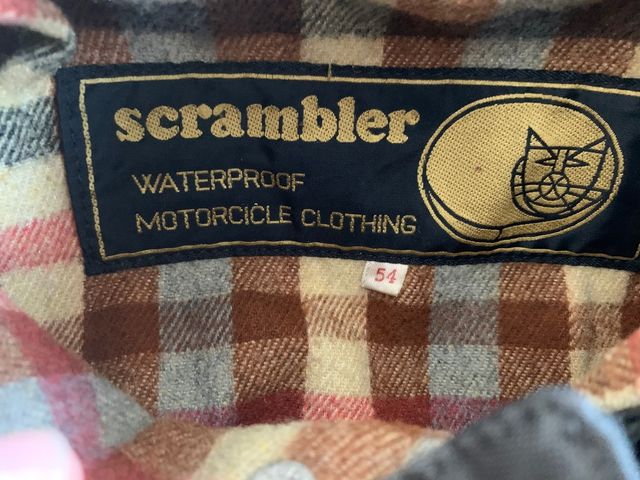 scrambler
WATERPROOF
MOTORCICLE CLOTHING
54